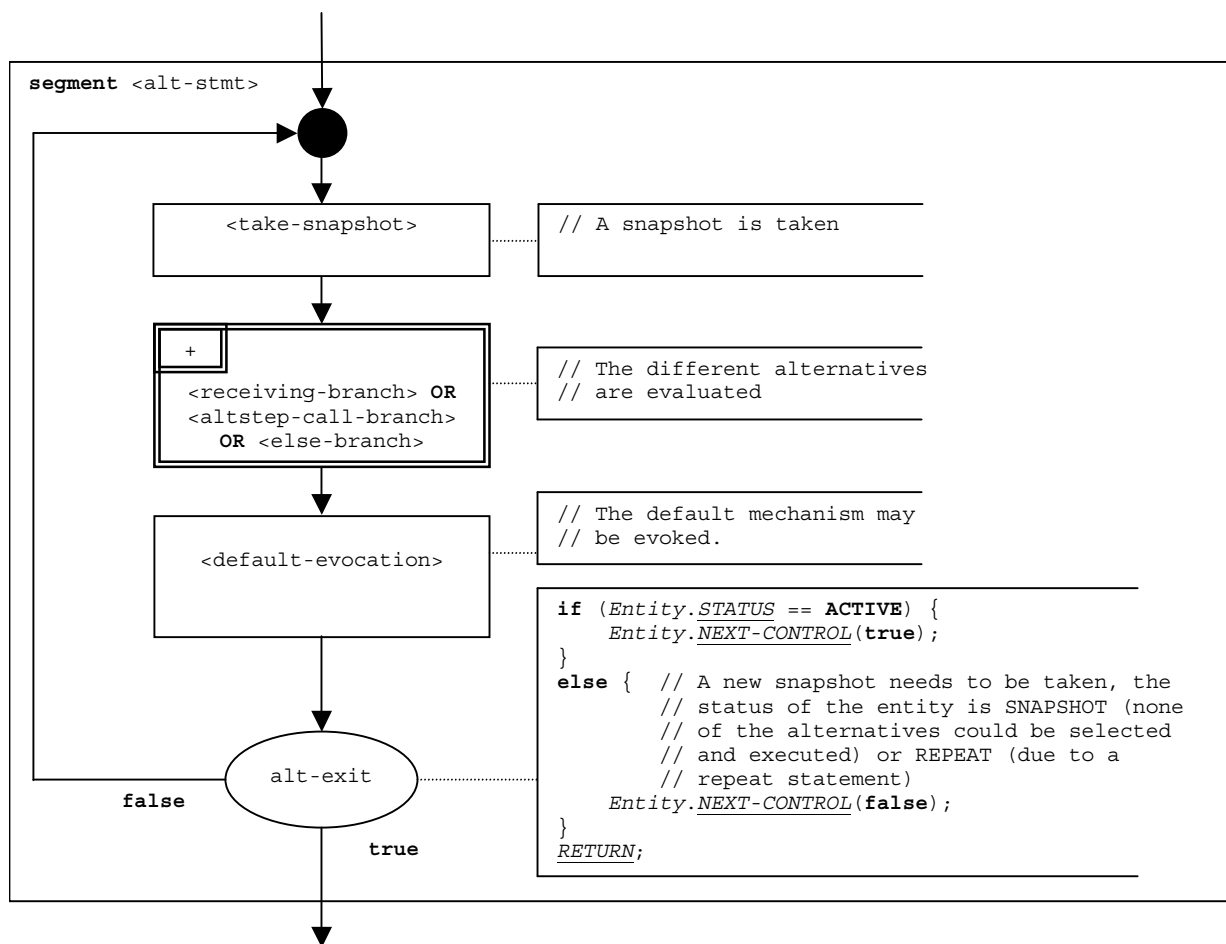 segment <alt-stmt>
<take-snapshot>
// A snapshot is taken
+
<receiving-branch> OR
<altstep-call-branch>
OR <else-branch>
// The different alternatives
// are evaluated
<default-evocation>
// The default mechanism may
// be evoked.
alt-exit
false
true
if (Entity.STATUS == ACTIVE) {
Entity.NEXT-CONTROL(true);
}
else { // A new snapshot needs to be taken, the
// status of the entity is SNAPSHOT (none
// of the alternatives could be selected
// and executed) or REPEAT (due to a
// repeat statement)
Entity.NEXT-CONTROL(false);
}
RETURN;